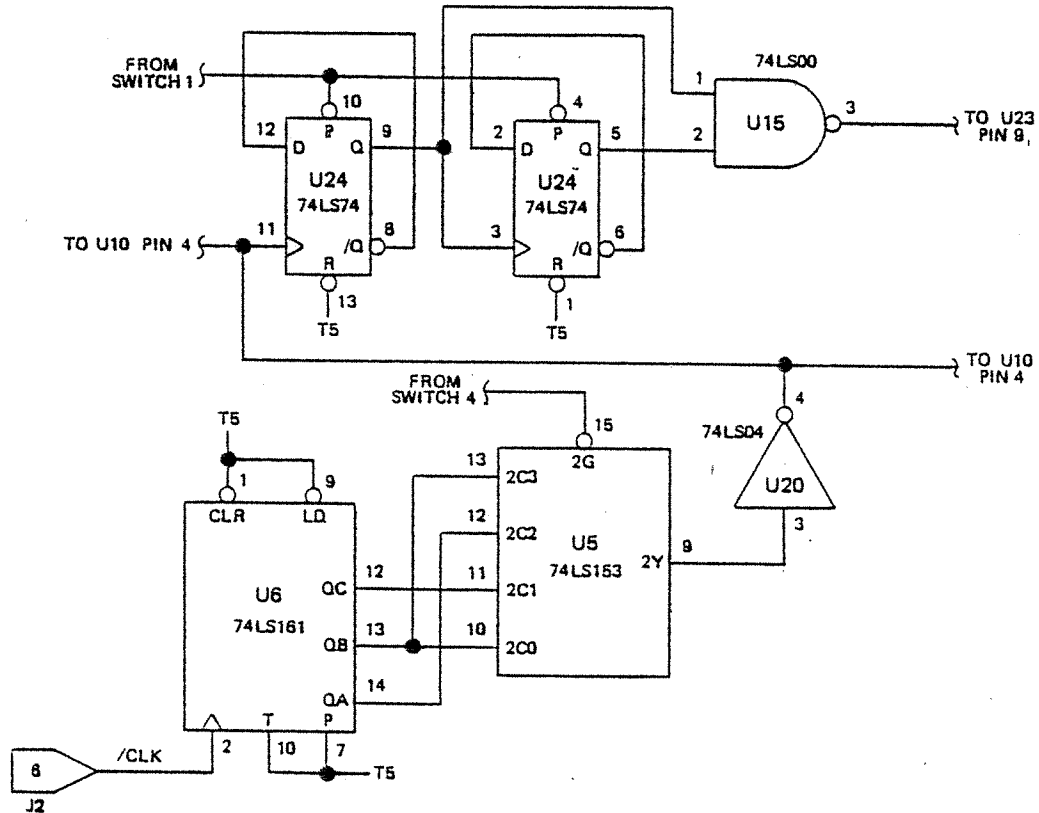 FROM
SWITCH 1
74LS00
1
3
2
U15
TO U23
PIN 9
10
4
P
P
12
9
2
5
D
Q
D
Q
U24
74LS74
U24
74LS74
TO U10 PIN 4
11
8
3
6
/Q
/Q
R
R
13
1
T5
T5
TO U10
PIN 4
FROM
SWITCH 4
4
15
74LS04
U20
3
T5
1
9
CLR
LD
2G
13
2C3
12
2C2
U5
74LS153
2Y
9
QC
12
11
2C1
U6
74LS161
QB
13
10
2C0
QA
14
T
P
2
10
7
T5
/CLK
6
J2